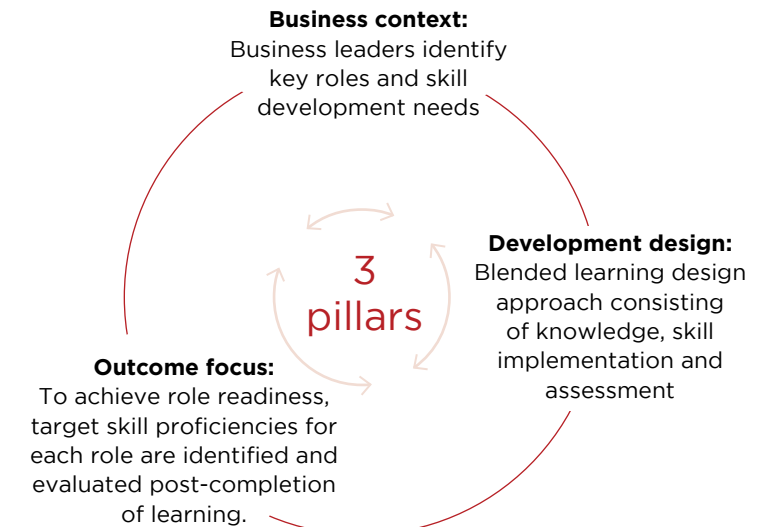 Business context:
Business leaders identify
key roles and skill
development needs
3
pillars
Development design:
Blended learning design
approach consisting
of knowledge, skill
implementation and
assessment
Outcome focus:
To achieve role readiness,
target skill proficiencies for
each role are identified and
evaluated post-completion
of learning.